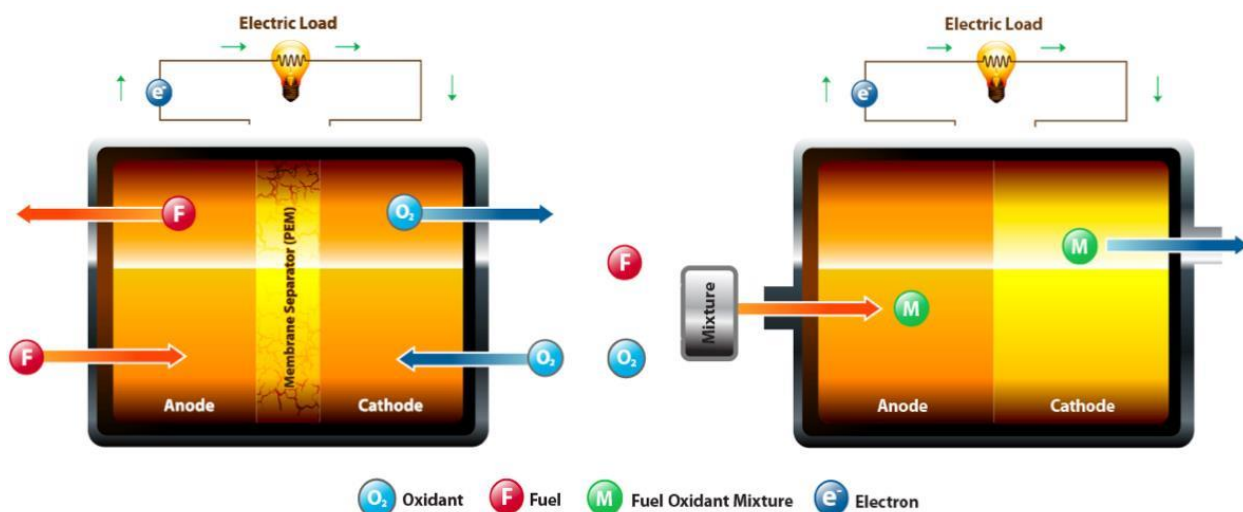 Electric Load
e-
F
O₂
Membrane Separator (PEM)
F
O₂
Anode
Cathode
Electric Load
e-
F
O₂
Mixture
M
M
Anode
Cathode
O₂ Oxidant
F Fuel
M Fuel Oxidant Mixture
e- Electron